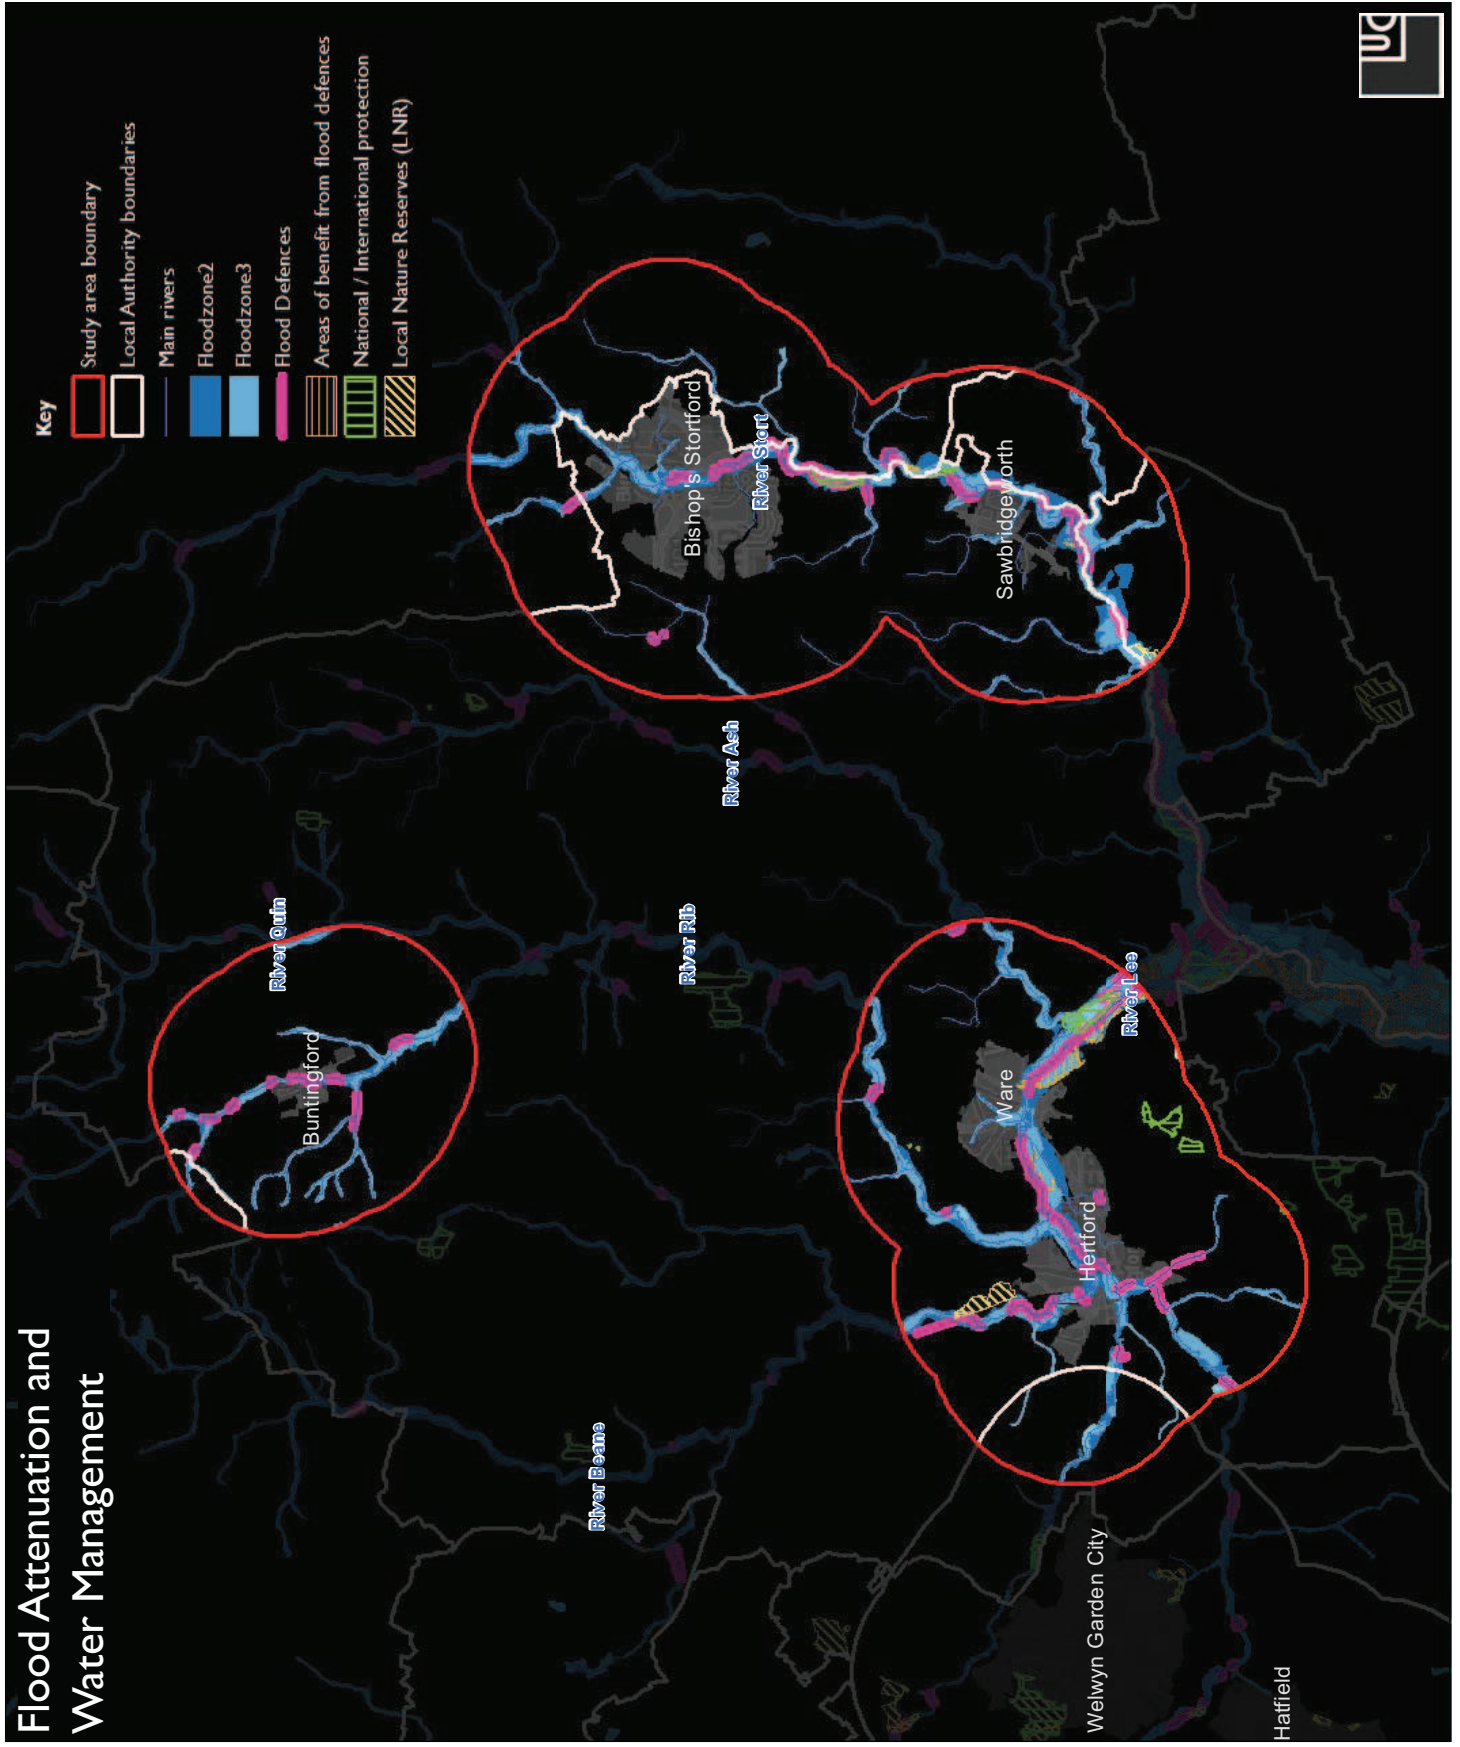 Flood Attenuation and
Water Management
Key
Study area boundary
Local Authority boundaries
Main rivers
Floodzone2
Floodzone3
Flood Defences
Areas of benefit from flood defences
National / International protection
Local Nature Reserves (LNR)
River Quin
Buntingford
River Beane
River Rib
River Ash
Bishop's Stortford
River Stort
Sawbridgeworth
Ware
Hertford
River Lee
Welwyn Garden City
Hatfield